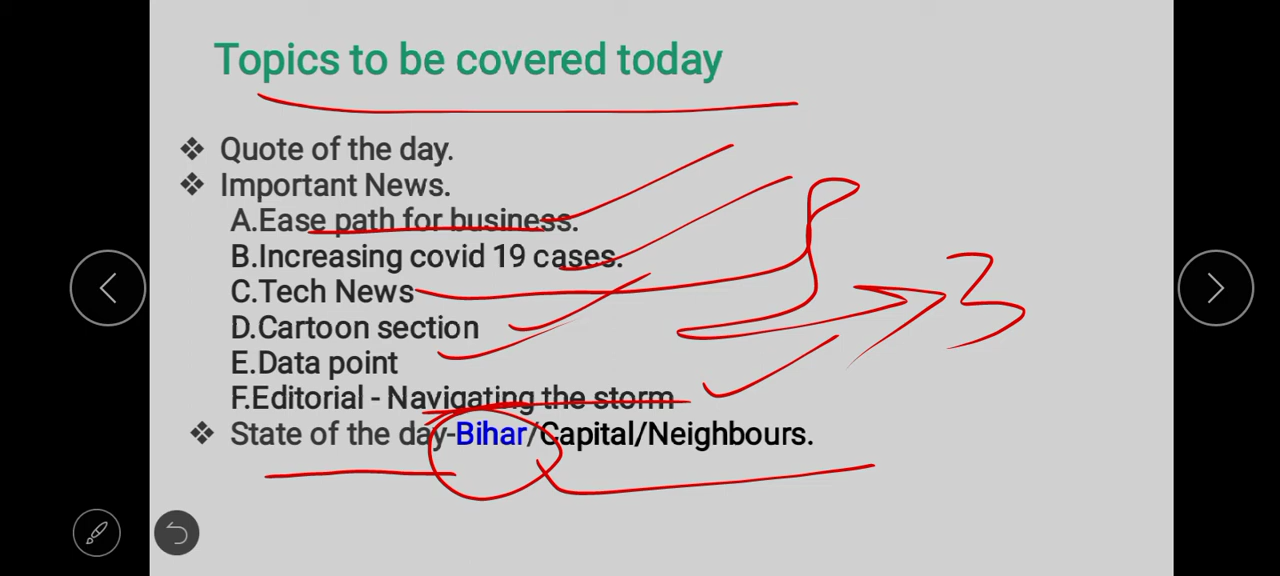 Topics to be covered today
❖ Quote of the day.
❖ Important News.
A.Ease path for business.
B.Increasing covid 19 cases.
C.Tech News
D.Cartoon section
E.Data point
F.Editorial - Navigating the storm
❖ State of the day-Bihar/Capital/Neighbours.
3